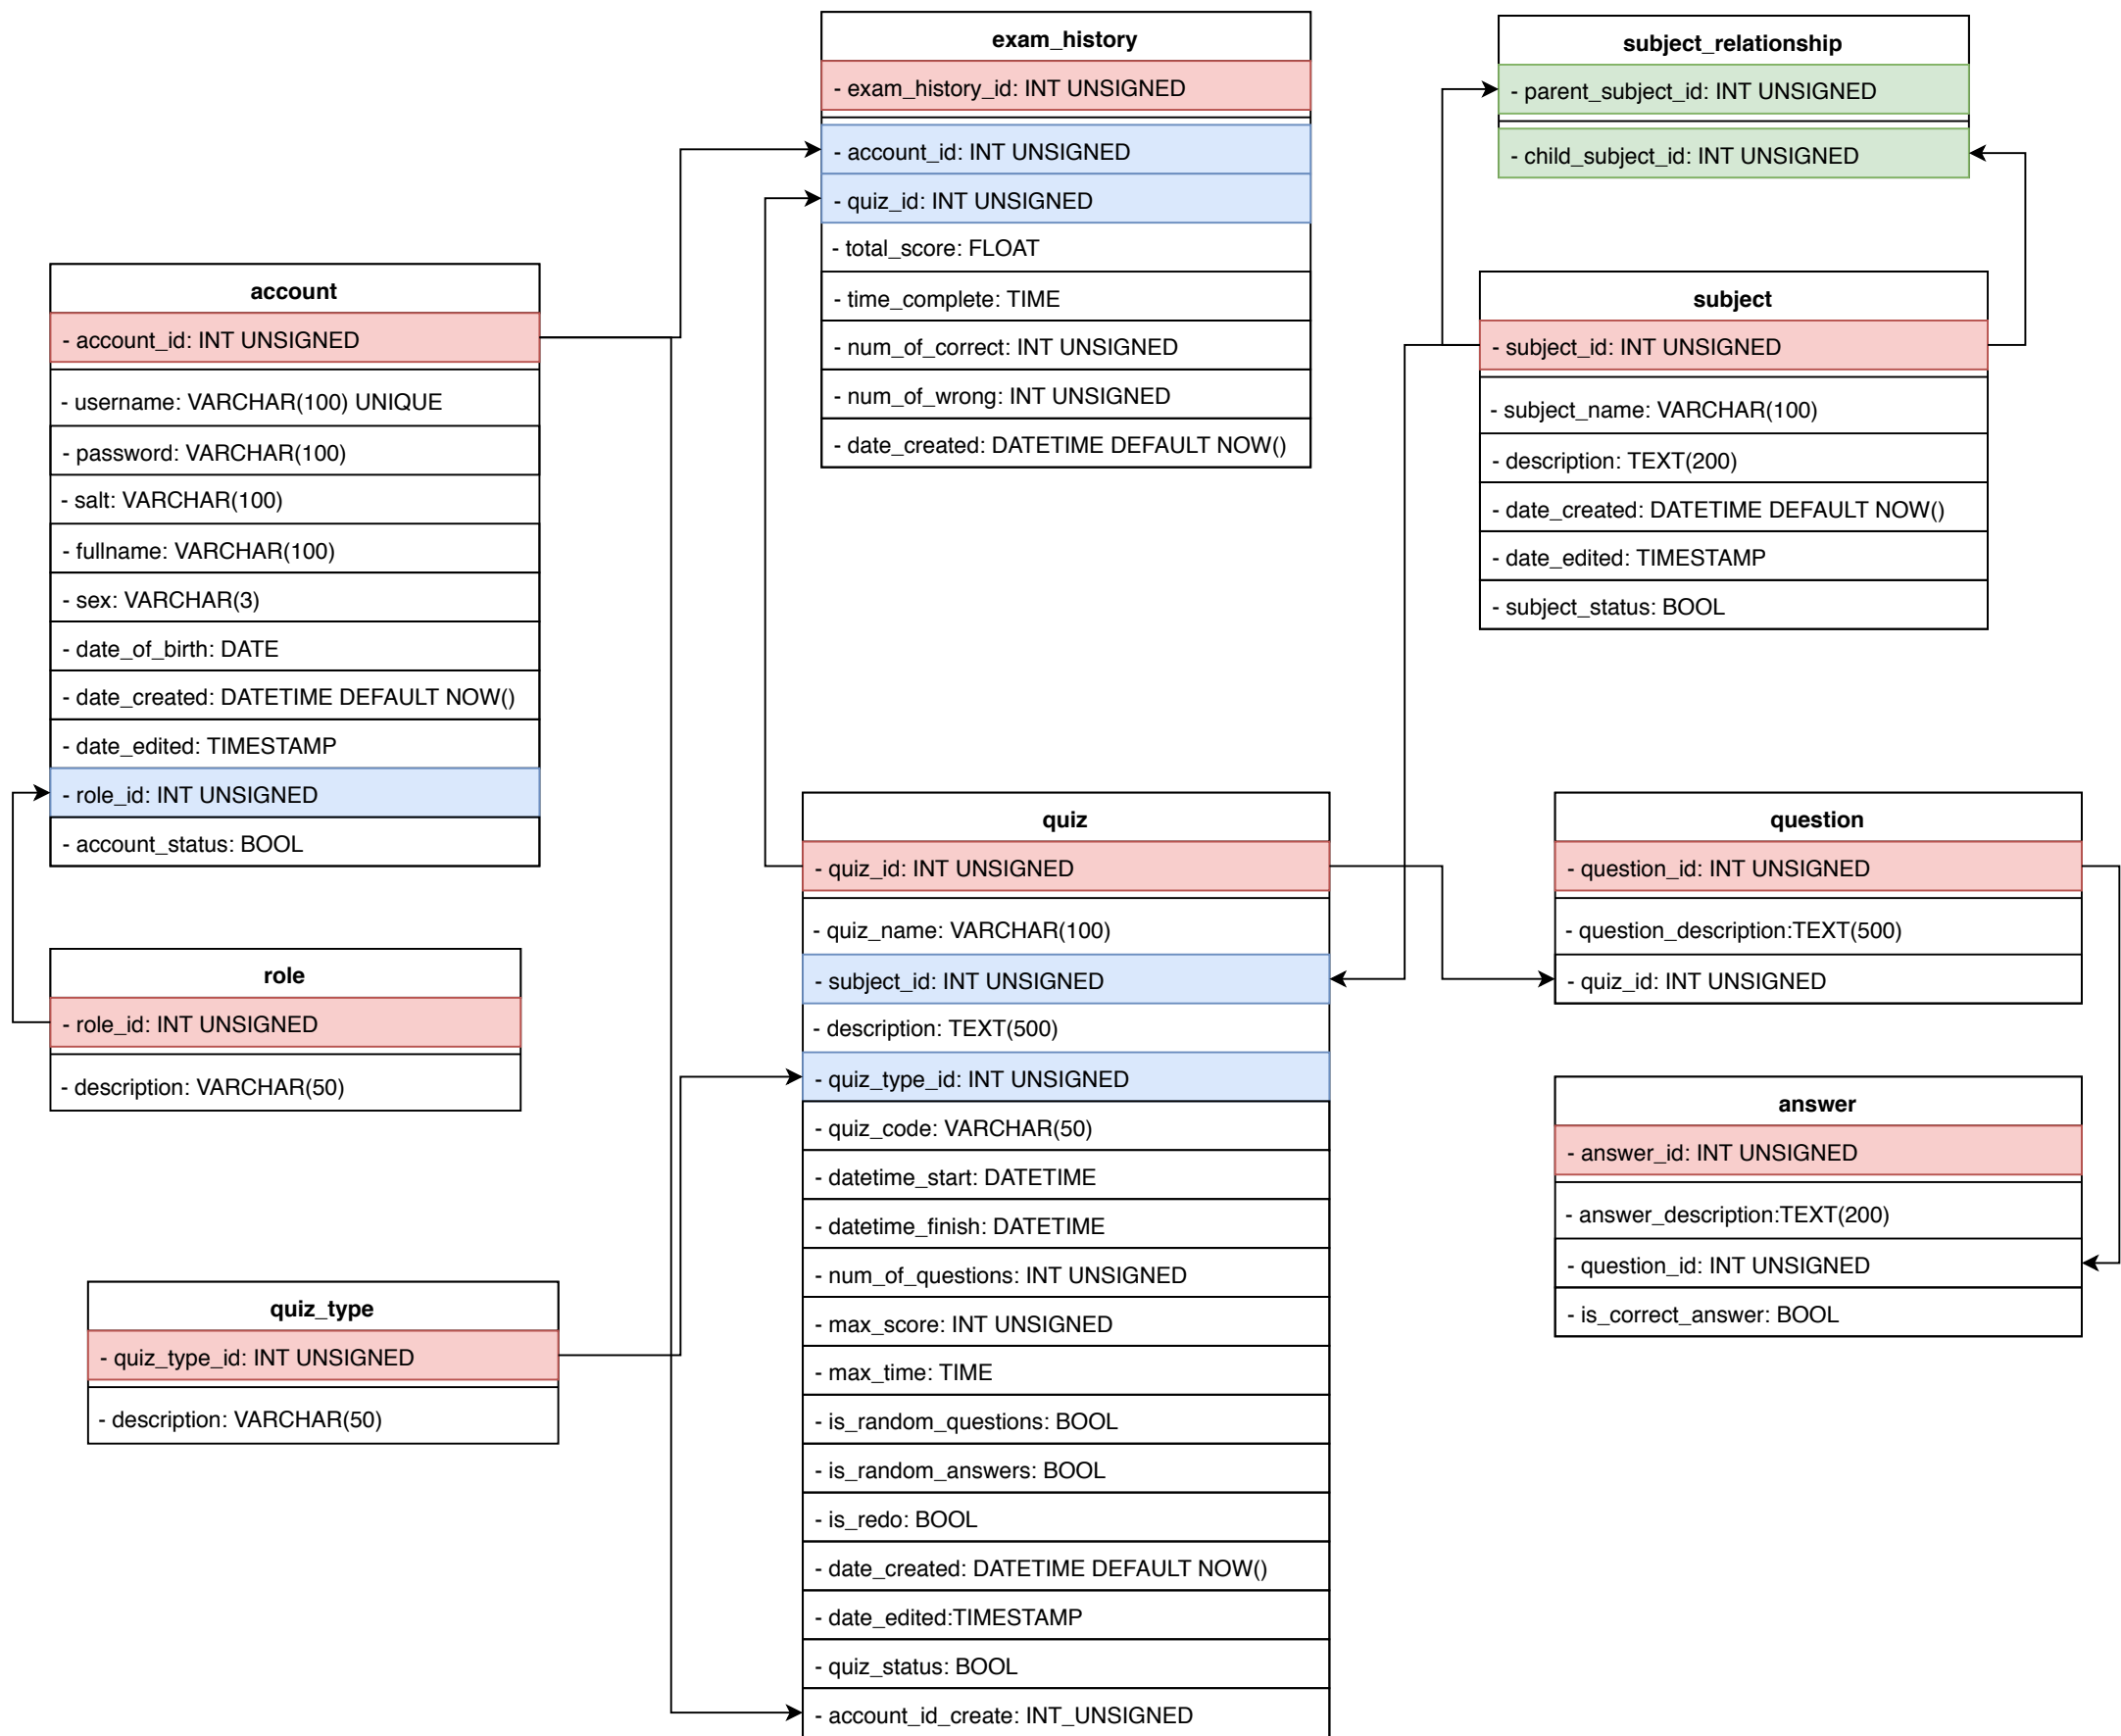 exam_history
- exam_history_id: INT UNSIGNED
- account_id: INT UNSIGNED
- quiz_id: INT UNSIGNED
- total_score: FLOAT
- time_complete: TIME
- num_of_correct: INT UNSIGNED
- num_of_wrong: INT UNSIGNED
- date_created: DATETIME DEFAULT NOW()
subject_relationship
- parent_subject_id: INT UNSIGNED
- child_subject_id: INT UNSIGNED
account
- account_id: INT UNSIGNED
- username: VARCHAR(100) UNIQUE
- password: VARCHAR(100)
- salt: VARCHAR(100)
- fullname: VARCHAR(100)
- sex: VARCHAR(3)
- date_of_birth: DATE
- date_created: DATETIME DEFAULT NOW()
- date_edited: TIMESTAMP
- role_id: INT UNSIGNED
- account_status: BOOL
subject
- subject_id: INT UNSIGNED
- subject_name: VARCHAR(100)
- description: TEXT(200)
- date_created: DATETIME DEFAULT NOW()
- date_edited: TIMESTAMP
- subject_status: BOOL
role
- role_id: INT UNSIGNED
- description: VARCHAR(50)
quiz
- quiz_id: INT UNSIGNED
- quiz_name: VARCHAR(100)
- subject_id: INT UNSIGNED
- description: TEXT(500)
- quiz_type_id: INT UNSIGNED
- quiz_code: VARCHAR(50)
- datetime_start: DATETIME
- datetime_finish: DATETIME
- num_of_questions: INT UNSIGNED
- max_score: INT UNSIGNED
- max_time: TIME
- is_random_questions: BOOL
- is_random_answers: BOOL
- is_redo: BOOL
- date_created: DATETIME DEFAULT NOW()
- date_edited:TIMESTAMP
- quiz_status: BOOL
- account_id_create: INT_UNSIGNED
question
- question_id: INT UNSIGNED
- question_description:TEXT(500)
- quiz_id: INT UNSIGNED
answer
- answer_id: INT UNSIGNED
- answer_description:TEXT(200)
- question_id: INT UNSIGNED
- is_correct_answer: BOOL
quiz_type
- quiz_type_id: INT UNSIGNED
- description: VARCHAR(50)